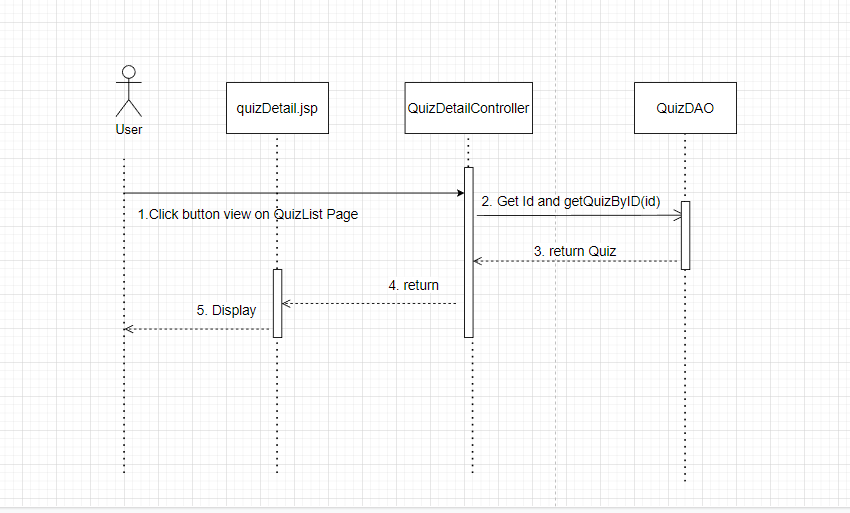 User
quizDetail.jsp
QuizDetailController
QuizDAO
1.Click button view on QuizList Page
2. Get Id and getQuizByID(id)
3. return Quiz
4. return
5. Display